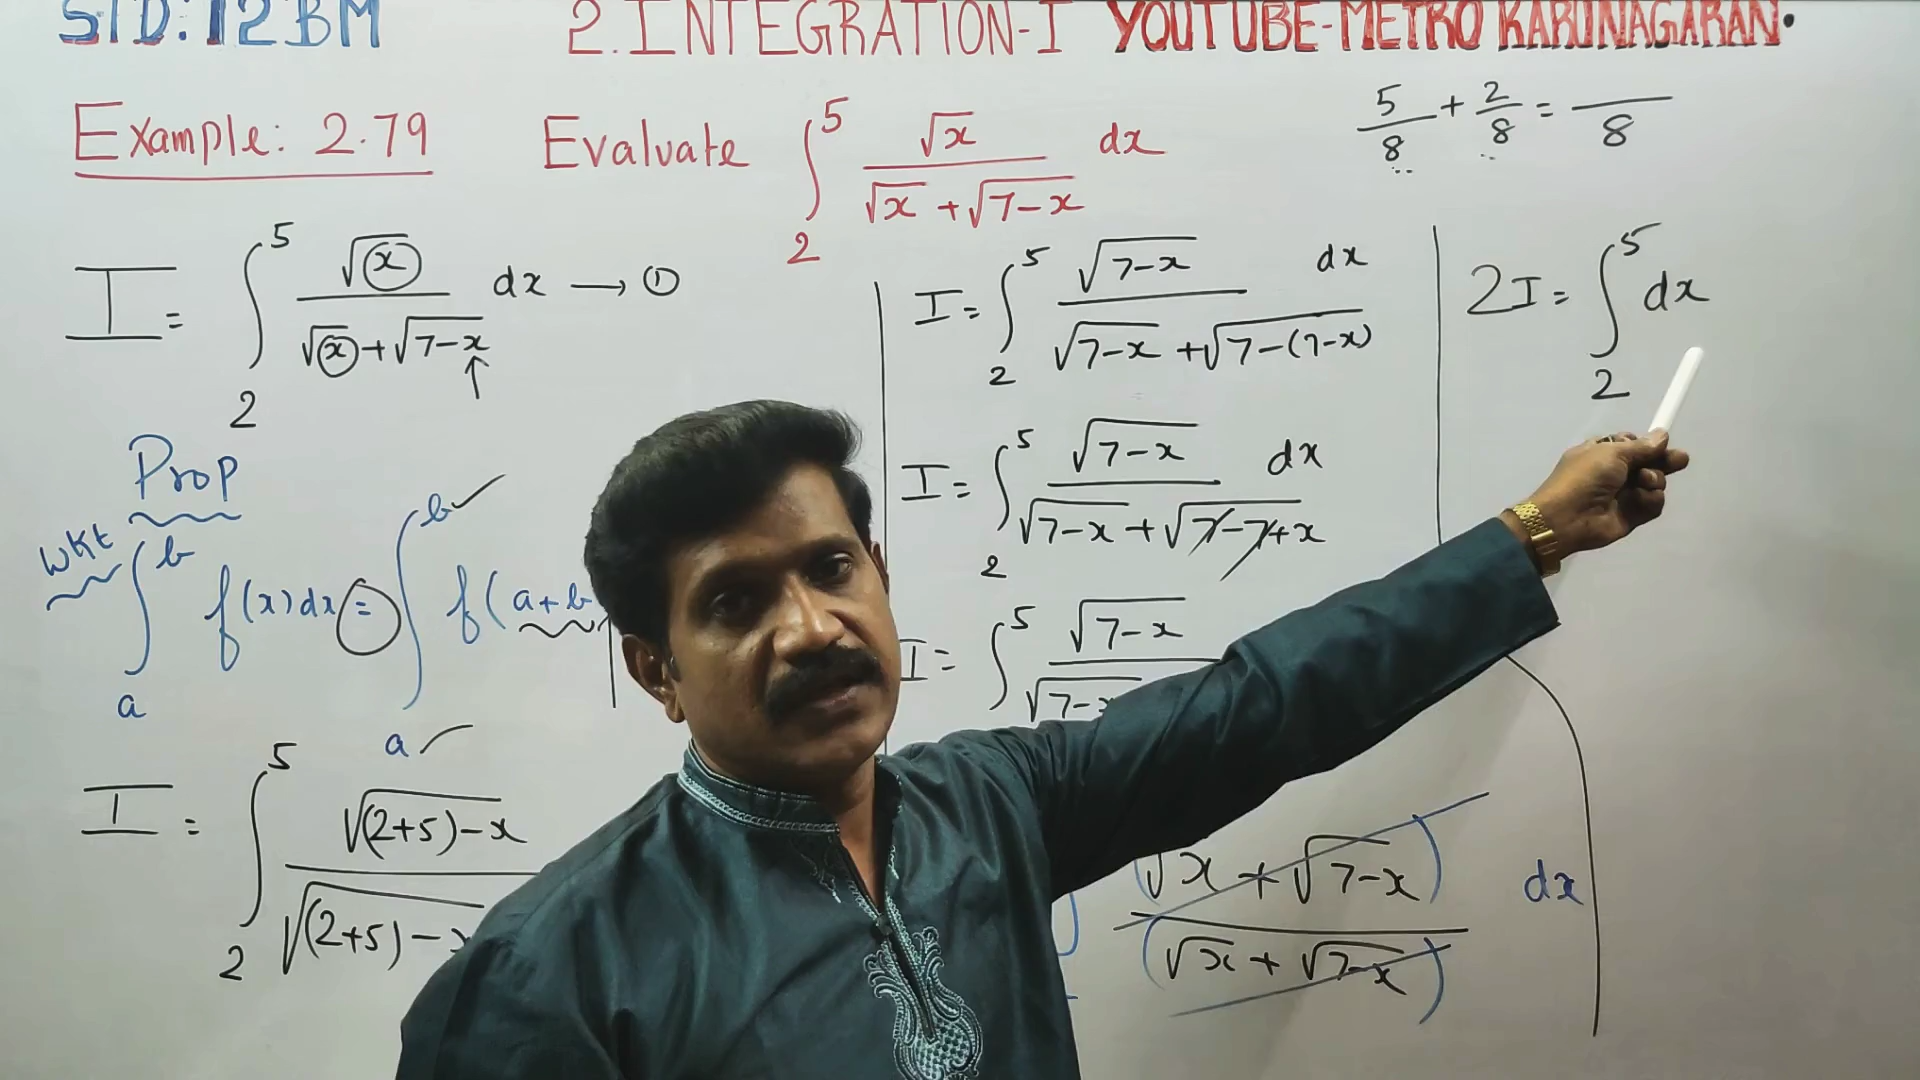 STD: 12 BM 2. INTEGRATION-I YOUTUBE-METRO KARUNAGARAN.
Example: 2.79 Evaluate ∫₂⁵ √x / (√x + √(7-x)) dx
5/8 + 2/8 = __/8
I = ∫₂⁵ √x / (√x + √(7-x)) dx → ①
Prop
WKt ∫ₐᵇ f(x)dx = ∫ₐᵇ f(a+b
I = ∫₂⁵ √(2+5)-x
√(2+5)-x
I = ∫₂⁵ √(7-x) / (√(7-x) + √(7-(7-x))) dx
I = ∫₂⁵ √(7-x) / (√(7-x) + √(7-7+x)) dx
I = ∫⁵ √(7-x)
√(7-x
(√x + √(7-x)) / (√x + √(7-x)) dx
2I = ∫₂⁵ dx